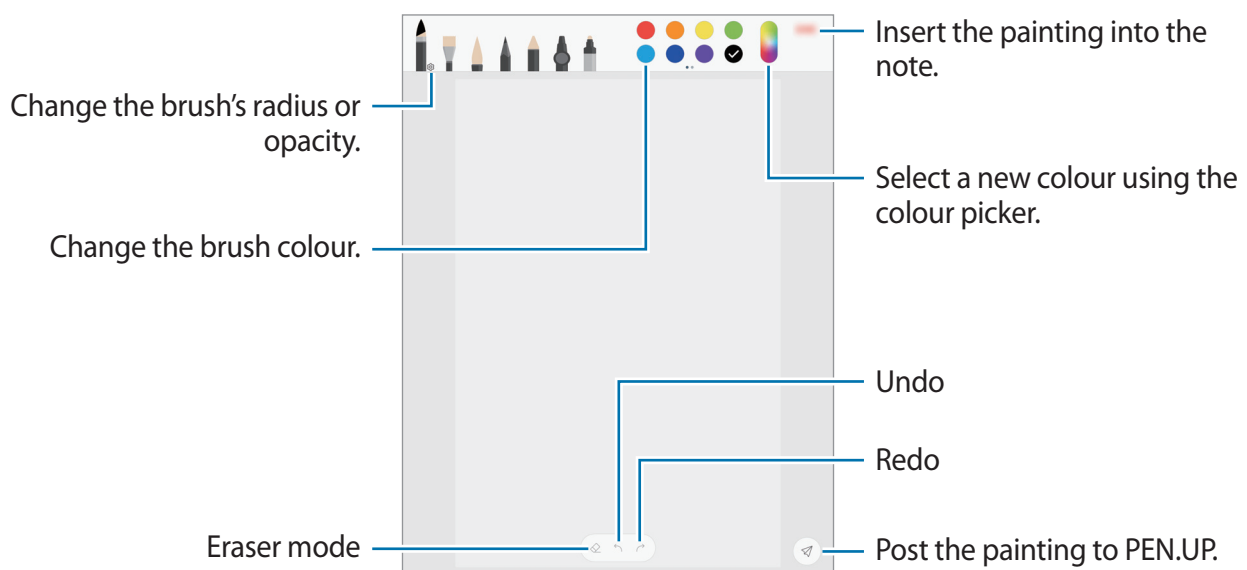 Insert the painting into the
note.
Change the brush's radius or
opacity.
Select a new colour using the
colour picker.
Change the brush colour.
Undo
Redo
Eraser mode
Post the painting to PEN.UP.